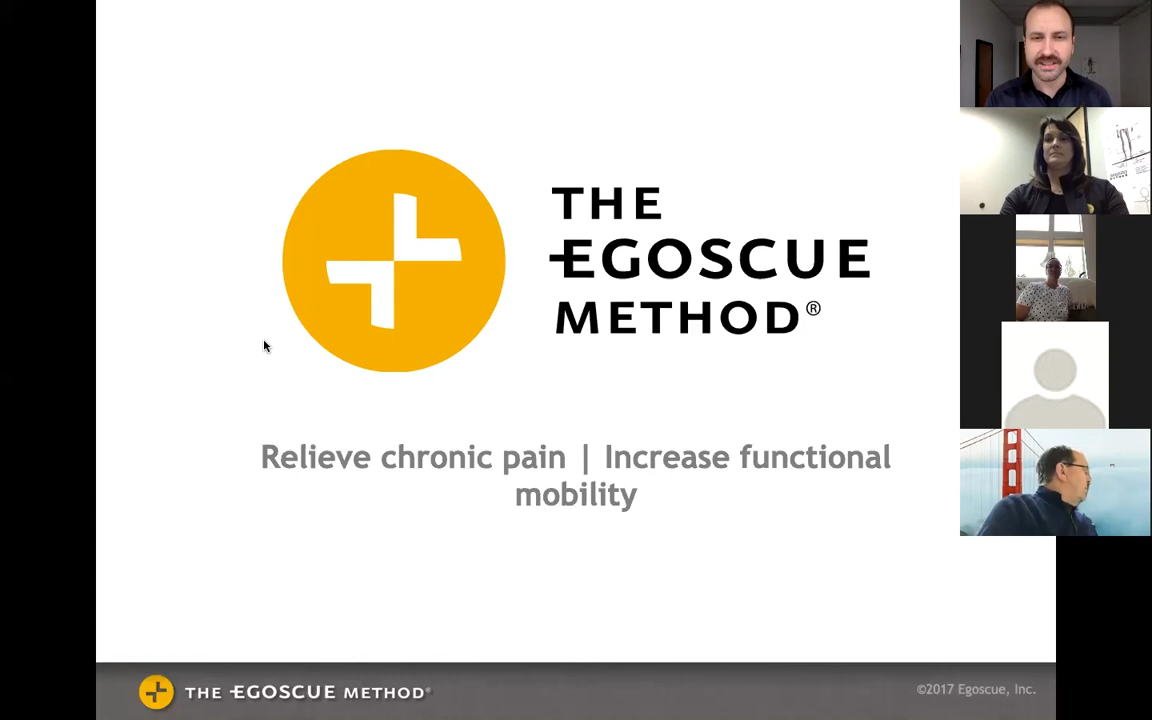 THE
EGOSCUE
METHOD®
Relieve chronic pain | Increase functional
mobility
THE EGOSCUE METHOD®
©2017 Egoscue, Inc.